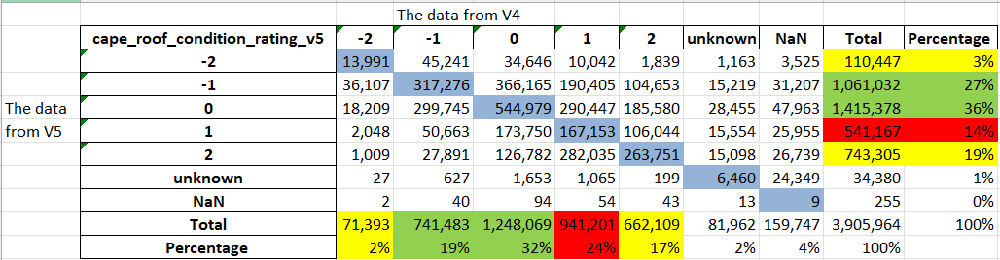 The data from V4
cape_roof_condition_rating_v5 -2 -1 0 1 2 unknown NaN Total Percentage
-2 13,991 45,241 34,646 10,042 1,839 1,163 3,525 110,447 3%
-1 36,107 317,276 366,165 190,405 104,653 15,219 31,207 1,061,032 27%
The data 0 18,209 299,745 544,979 290,447 185,580 28,455 47,963 1,415,378 36%
from V5 1 2,048 50,663 173,750 167,153 106,044 15,554 25,955 541,167 14%
2 1,009 27,891 126,782 282,035 263,751 15,098 26,739 743,305 19%
unknown 27 627 1,653 1,065 199 6,460 24,349 34,380 1%
NaN 2 40 94 54 43 13 9 255 0%
Total 71,393 741,483 1,248,069 941,201 662,109 81,962 159,747 3,905,964 100%
Percentage 2% 19% 32% 24% 17% 2% 4% 100%